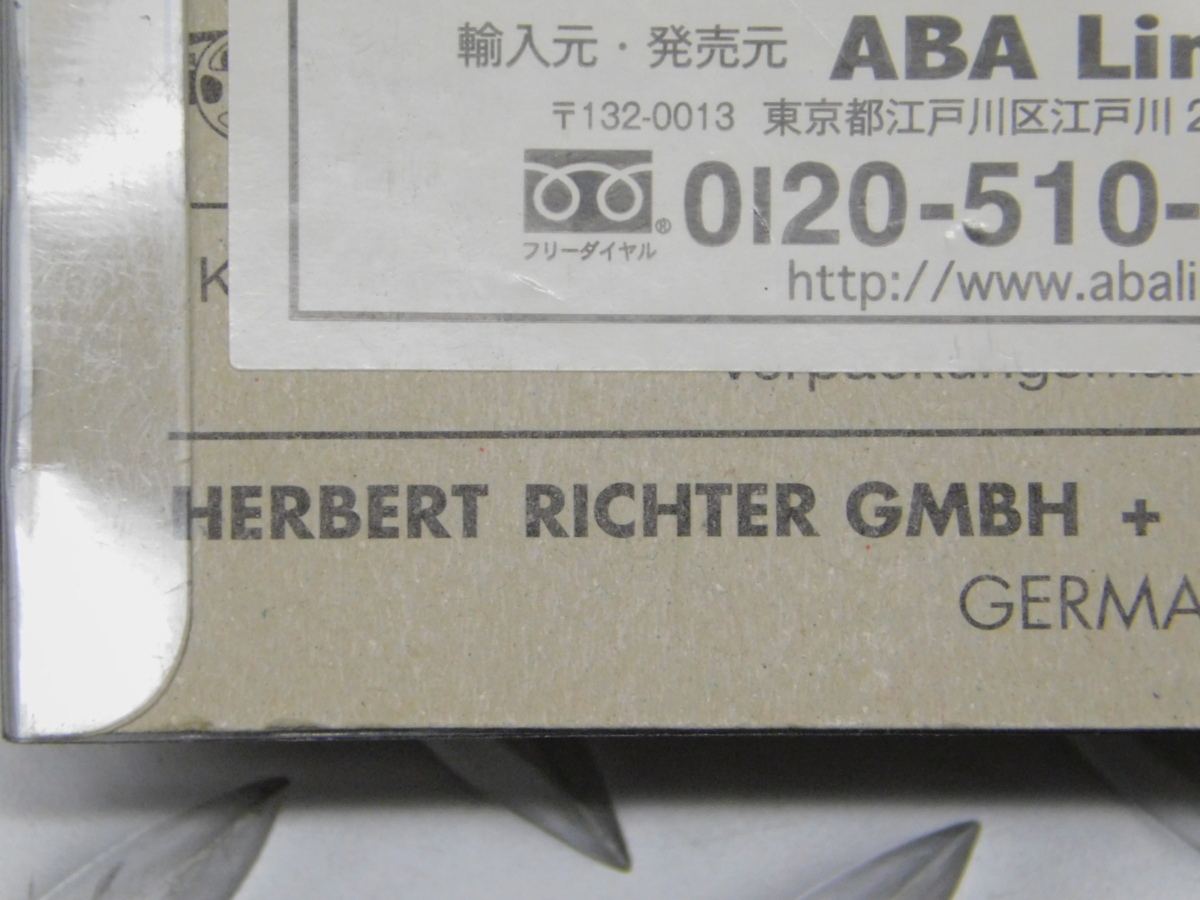 輸入元・発売元 ABA Lin
〒132-0013 東京都江戸川区江戸川 2
フリーダイヤル ® 0120-510-
http://www.abali
K
HERBERT RICHTER GMBH +
GERMA